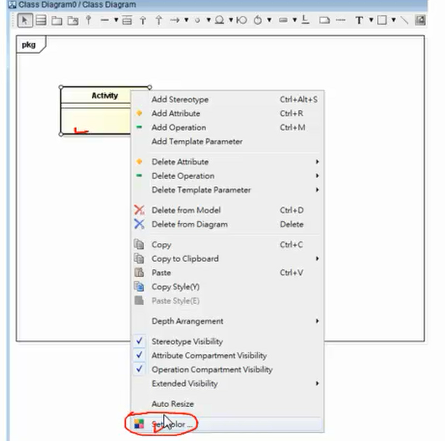 Class Diagram0 / Class Diagram
pkg
Activity
Add Stereotype Ctrl+Alt+S
Add Attribute Ctrl+R
Add Operation Ctrl+M
Add Template Parameter
Delete Attribute
Delete Operation
Delete Template Parameter
Delete from Model Ctrl+D
Delete from Diagram Delete
Copy Ctrl+C
Copy to Clipboard
Paste Ctrl+V
Copy Style(Y)
Paste Style(E)
Depth Arrangement
Stereotype Visibility
Attribute Compartment Visibility
Operation Compartment Visibility
Extended Visibility
Auto Resize
Set Color ...